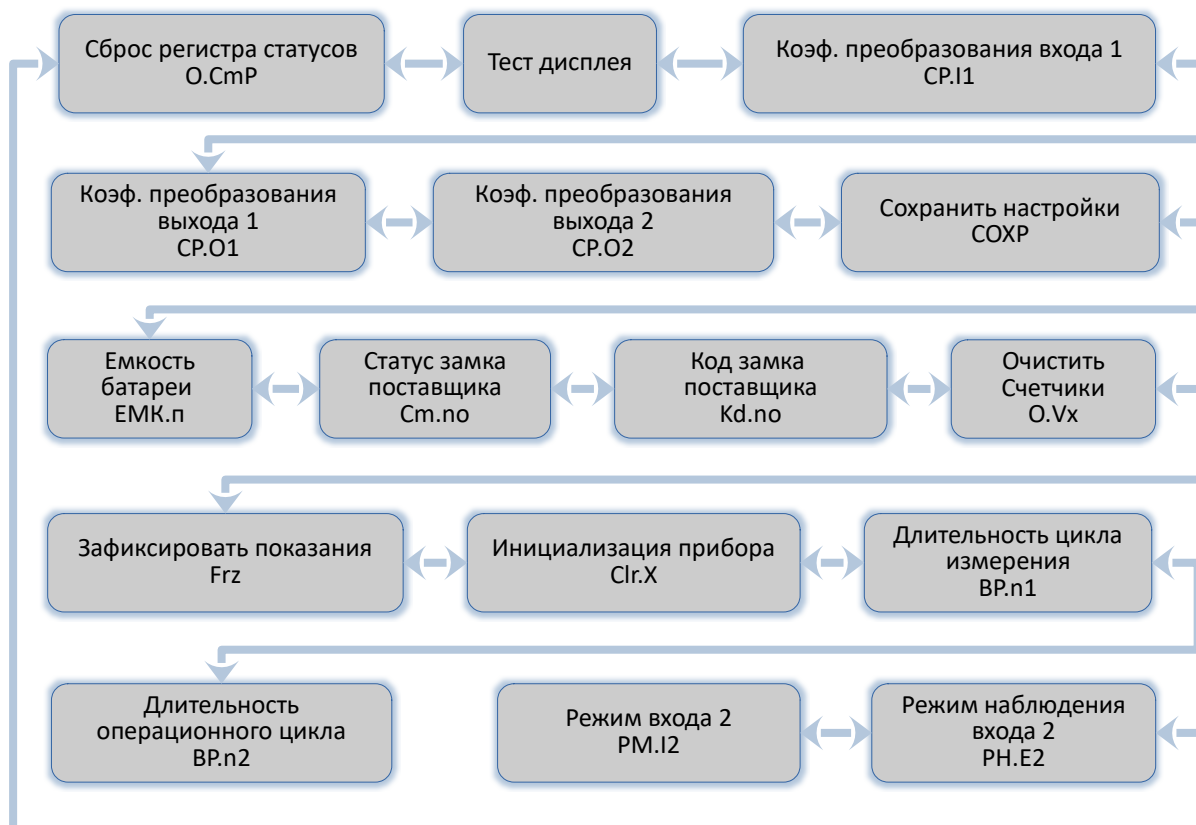 Сброс регистра статусов
O.CmP
Тест дисплея
Коэф. преобразования входа 1
CP.I1
Коэф. преобразования
выхода 1
CP.O1
Коэф. преобразования
выхода 2
CP.O2
Сохранить настройки
СОХР
Емкость
батареи
ЕМК.п
Статус замка
поставщика
Cm.no
Код замка
поставщика
Kd.no
Очистить
Счетчики
O.Vx
Зафиксировать показания
Frz
Инициализация прибора
Clr.X
Длительность цикла
измерения
BP.n1
Длительность
операционного цикла
BP.n2
Режим входа 2
PM.I2
Режим наблюдения
входа 2
PH.E2